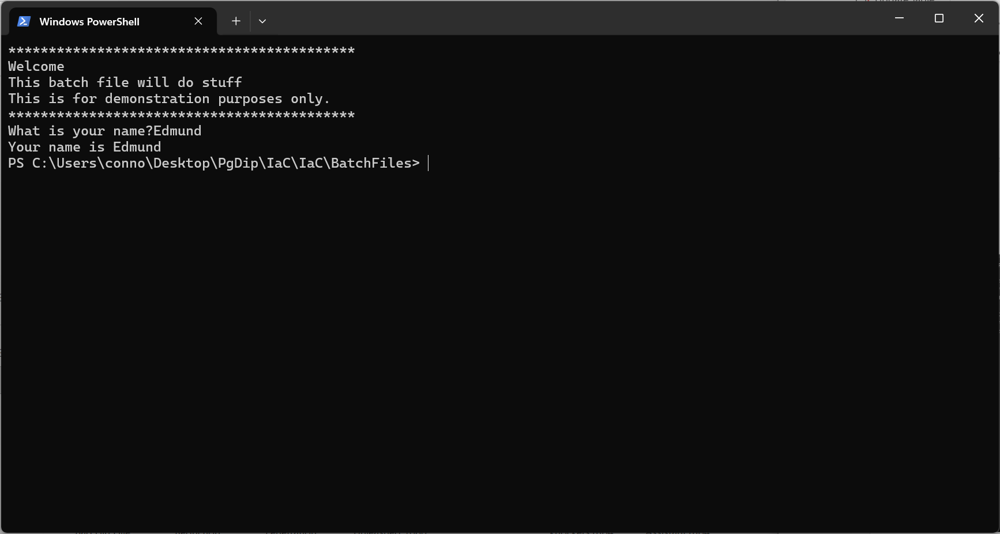 Windows PowerShell
*******************************************
Welcome
This batch file will do stuff
This is for demonstration purposes only.
*******************************************
What is your name?Edmund
Your name is Edmund
PS C:\Users\conno\Desktop\PgDip\IaC\IaC\BatchFiles>